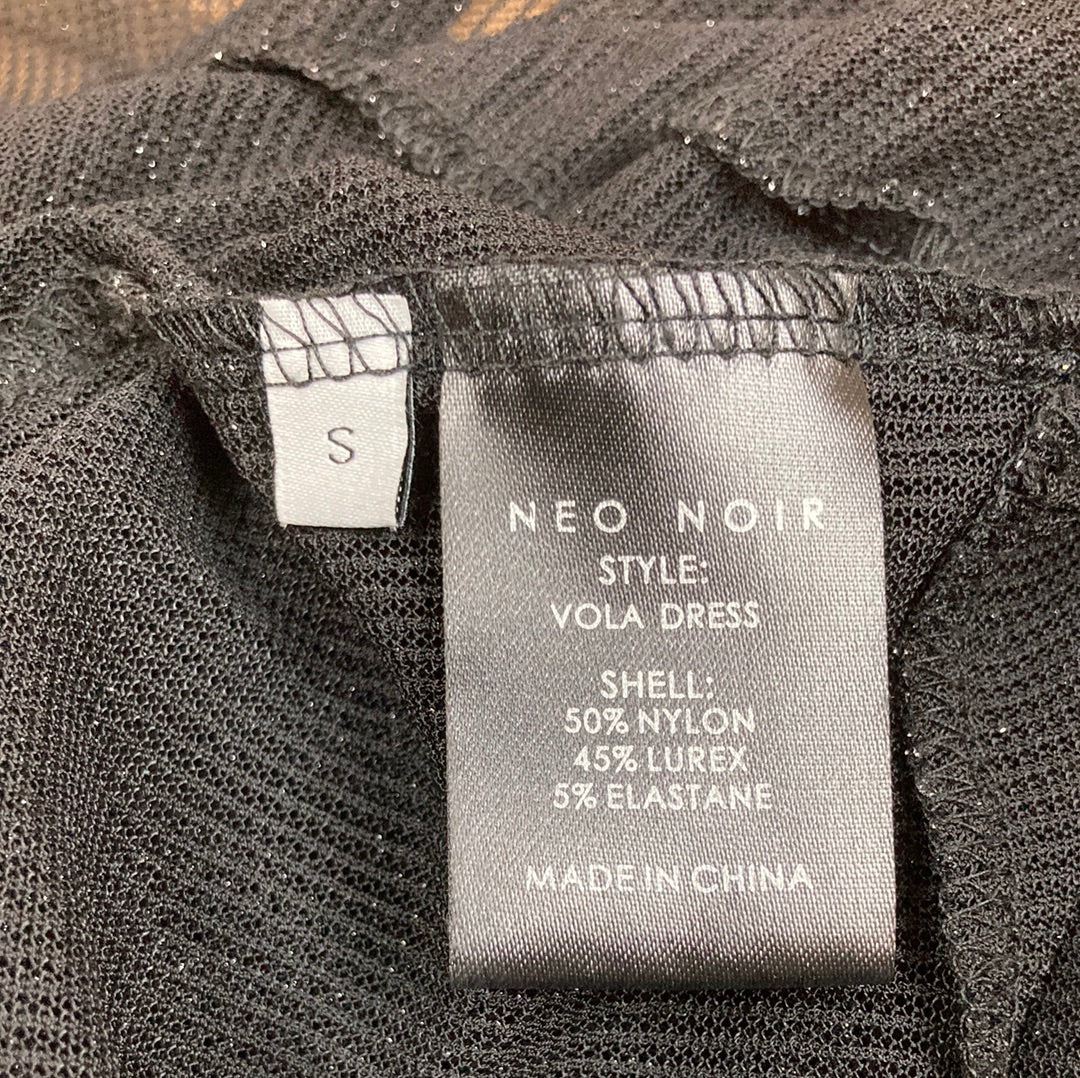 S
NEO NOIR
STYLE:
VOLA DRESS
SHELL:
50% NYLON
45% LUREX
5% ELASTANE
MADE IN CHINA